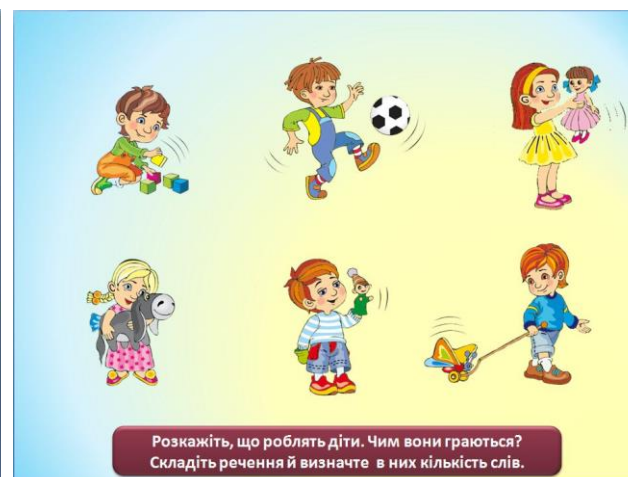 Розкажіть, що роблять діти. Чим вони граються?
Складіть речення й визначте в них кількість слів.